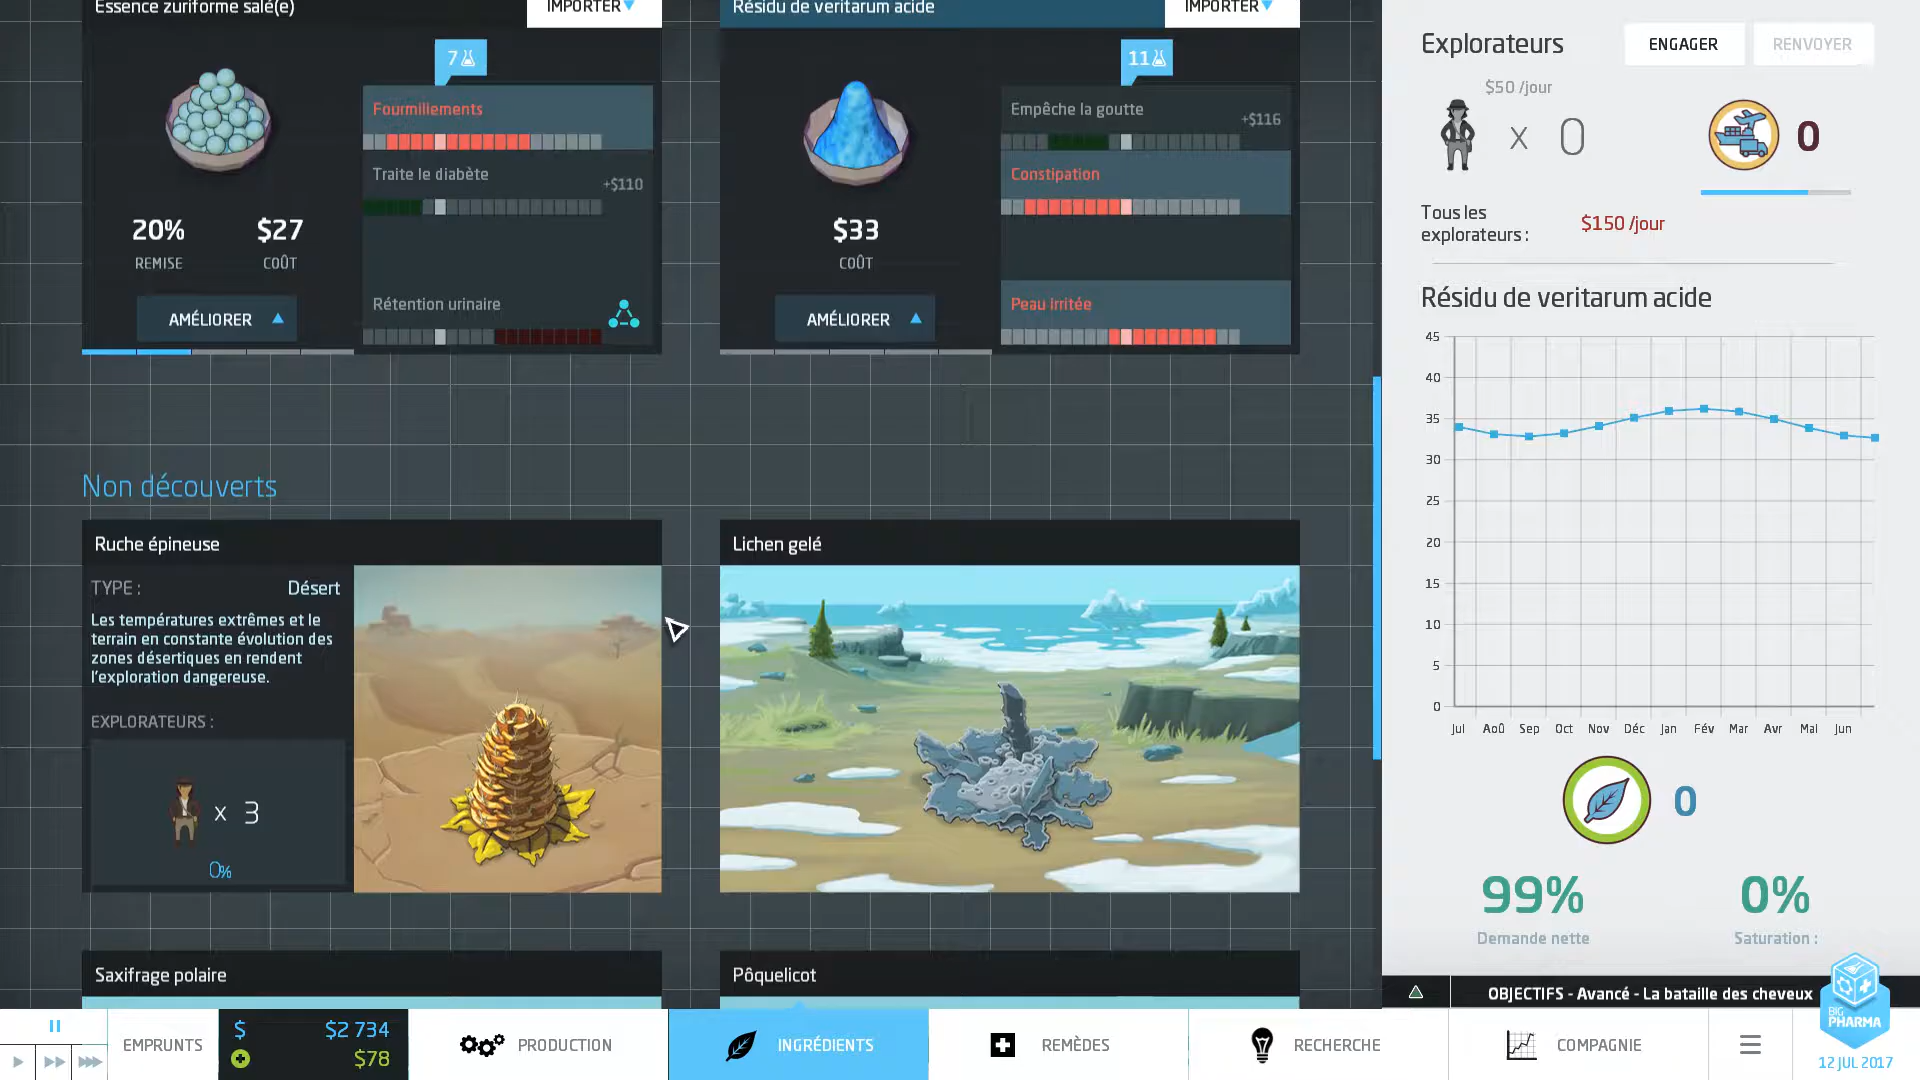 Essence zuriforme salé(e)
IMPORTER
7
Fourmillements
Traite le diabète
+$110
Rétention urinaire
20%
REMISE
$27
COÛT
AMÉLIORER
Résidu de veritarum acide
IMPORTER
11
Empêche la goutte
+$116
Constipation
Peau Irritée
$33
COÛT
AMÉLIORER
Non découverts
Ruche épineuse
TYPE :
Désert
Les températures extrêmes et le
terrain en constante évolution des
zones désertiques en rendent
l'exploration dangereuse.
EXPLORATEURS :
x 3
0%
Lichen gelé
Saxifrage polaire
Pôquelicot
Explorateurs
ENGAGER
RENVOYER
$50 /jour
x 0
0
Tous les
explorateurs :
$150 /jour
Résidu de veritarum acide
45
40
35
30
25
20
15
10
5
0
Jul Aoû Sep Oct Nov Déc Jan Fév Mar Avr Mai Jun
0
99%
Demande nette
0%
Saturation :
OBJECTIFS - Avancé - La bataille des cheveux
BIG
PHARMA
12 JUL 2017
EMPRUNTS
$
$2 734
$78
PRODUCTION
INGRÉDIENTS
REMÈDES
RECHERCHE
COMPAGNIE